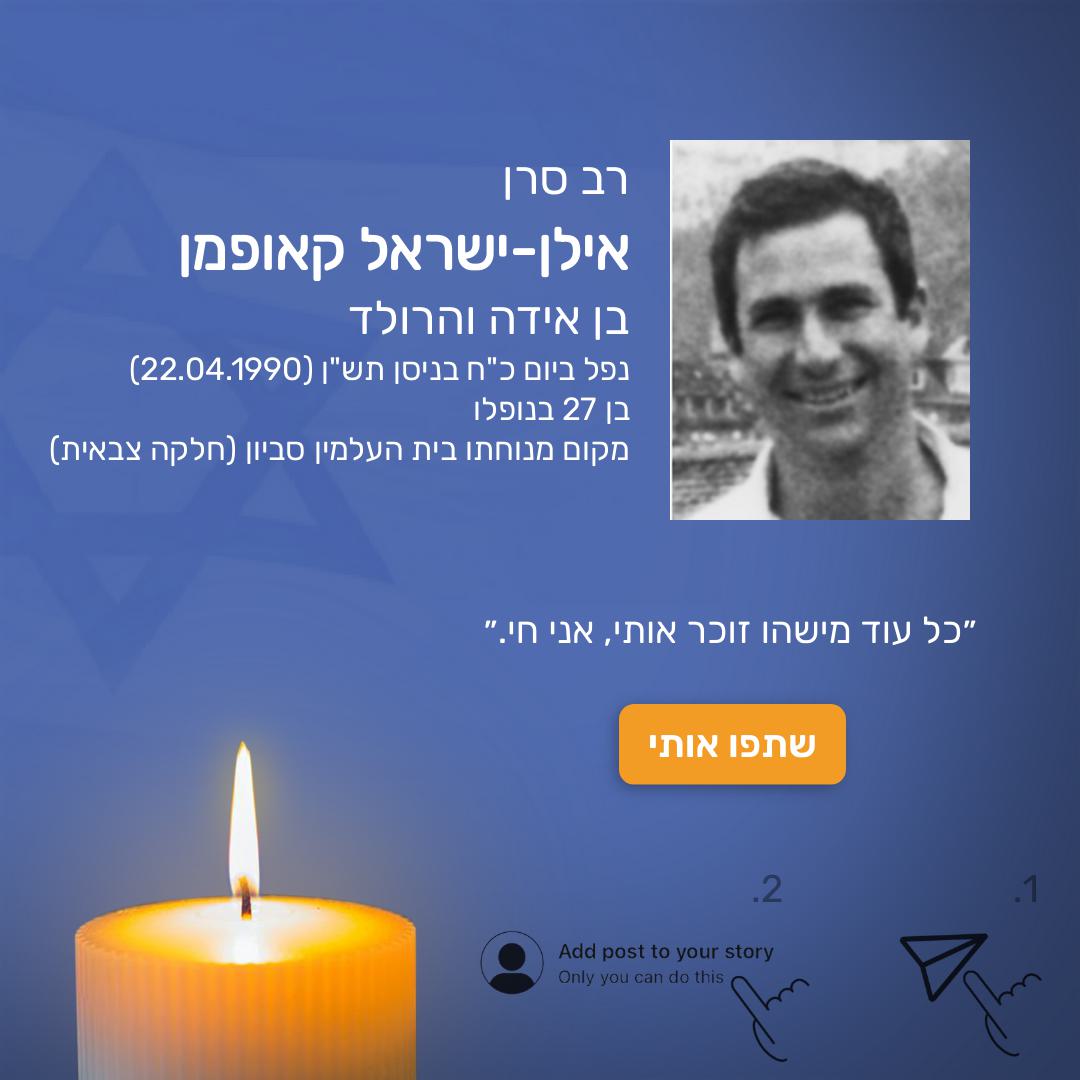 רב סרן
אילן-ישראל קאופמן
בן אידה והרולד
נפל ביום כ"ח בניסן תש"ן (22.04.1990)
בן 27 בנופלו
מקום מנוחתו בית העלמין סביון (חלקה צבאית)
״כל עוד מישהו זוכר אותי, אני חי.״
שתפו אותי
1.
2.
Add post to your story
Only you can do this